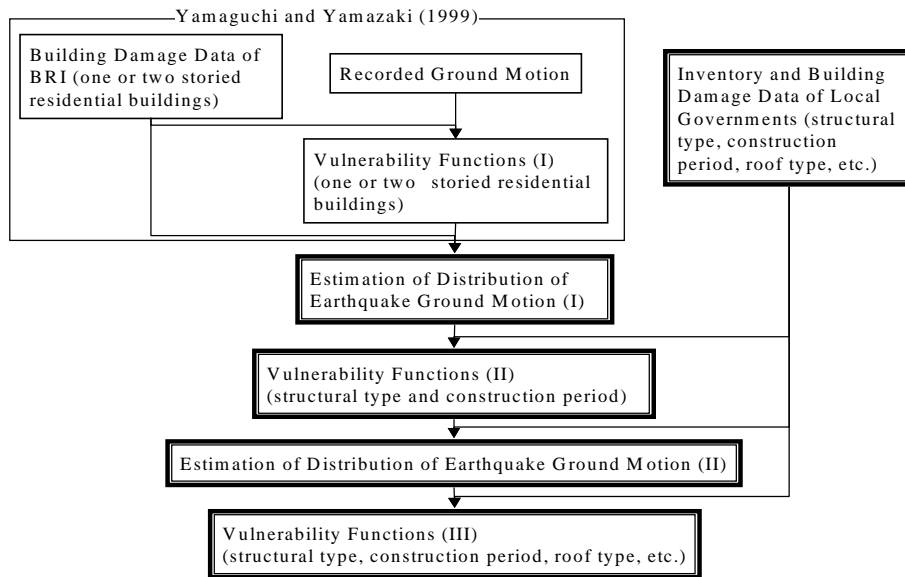 Yamaguchi and Yamazaki (1999)
Building Damage Data of
BRI (one or two storied
residential buildings)
Recorded Ground Motion
Inventory and Building
Damage Data of Local
Governments (structural
type, construction
period, roof type, etc.)
Vulnerability Functions (I)
(one or two storied residential
buildings)
Estimation of Distribution of
Earthquake Ground Motion (I)
Vulnerability Functions (II)
(structural type and construction period)
Estimation of Distribution of Earthquake Ground Motion (II)
Vulnerability Functions (III)
(structural type, construction period, roof type, etc.)